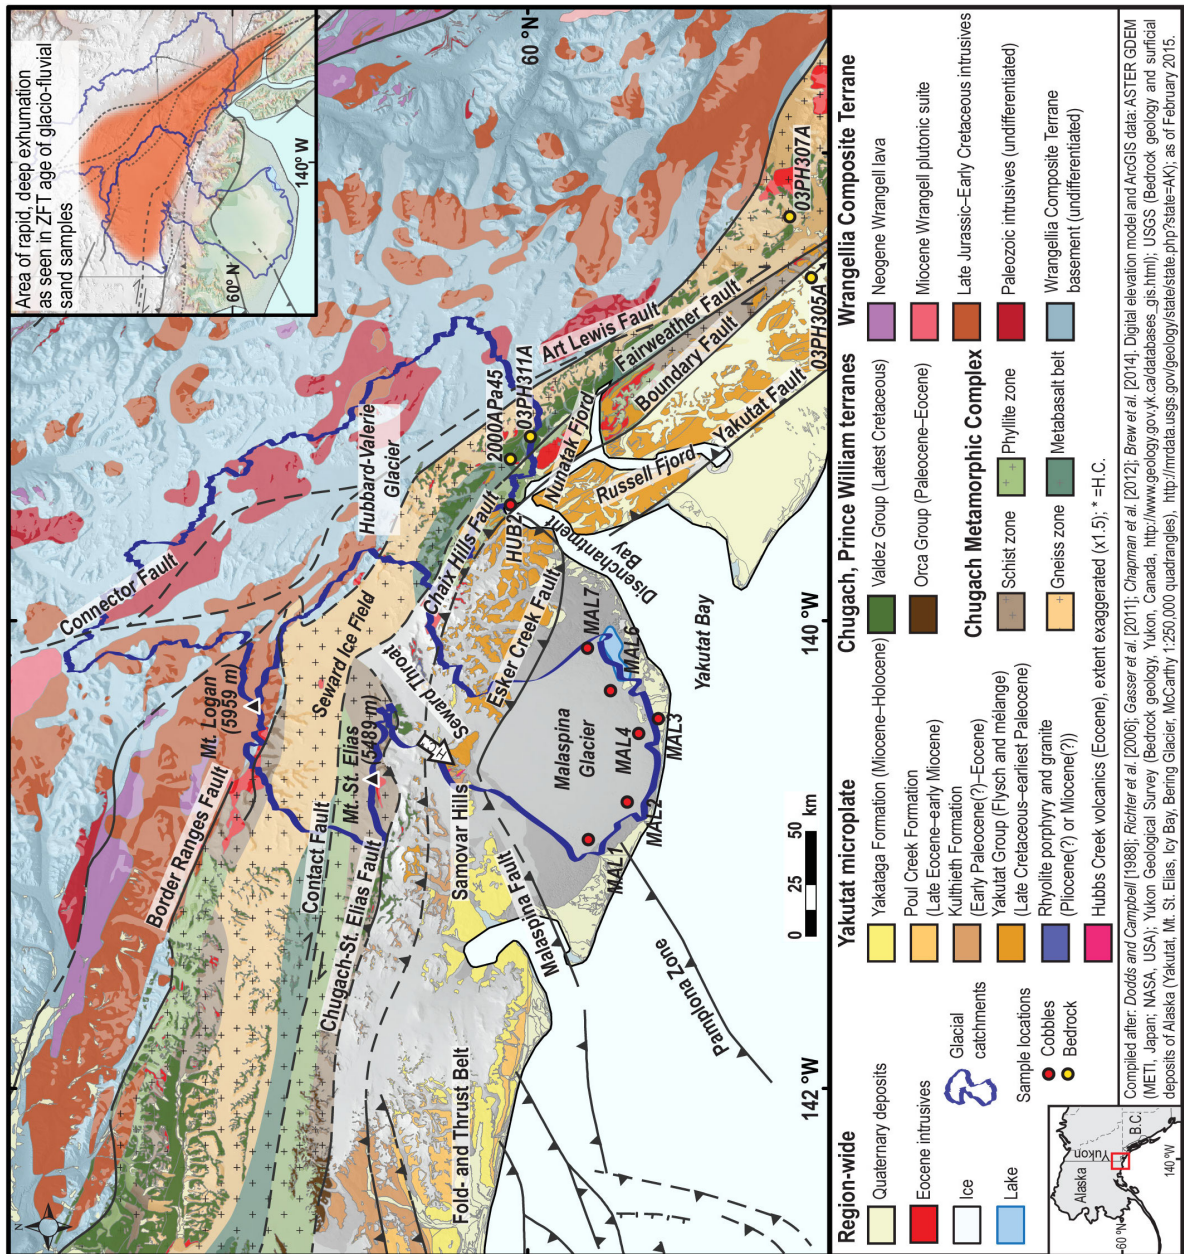 Area of rapid, deep exhumation
as seen in ZFT age of glacio-fluvial
sand samples
60°N
140° W
60 °N
N
Connector Fault
Hubbard-Valerie
Glacier
Art Lewis Fault
Fairweather Fault
Boundary Fault
Yakutat Fault
03PH307A
03PH305A
2000APa45
03PH311A
Nunatak Fjord
Russell Fjord
HUB2
Disenchantment
Bay
Chaix Hills Fault
Esker Creek Fault
Mt. Logan
(5959 m)
Seward Ice Field
Border Ranges Fault
Contact Fault
Mt. St. Elias
(5489 m)
Chugach-St. Elias Fault
Seward Throat
H.C.*
Samovar Hills
Malaspina Fault
Malaspina
Glacier
MAL7
MAL6
MAL4
MAL3
MAL2
MAL1
Yakutat Bay
Pamplona Zone
Fold- and Thrust Belt
0 25 50
km
140 °W
142 °W
Region-wide
Quaternary deposits
Eocene intrusives
Ice
Lake
Glacial
catchments
Sample locations
Cobbles
Bedrock
Yakutat microplate
Yakataga Formation (Miocene–Holocene)
Poul Creek Formation
(Late Eocene–early Miocene)
Kulthieth Formation
(Early Paleocene(?)–Eocene)
Yakutat Group (Flysch and mélange)
(Late Cretaceous–earliest Paleocene)
Rhyolite porphyry and granite
(Pliocene(?) or Miocene(?))
Hubbs Creek volcanics (Eocene), extent exaggerated (x1.5); * =H.C.
Chugach, Prince William terranes
Valdez Group (Latest Cretaceous)
Orca Group (Paleocene–Eocene)
Chugach Metamorphic Complex
Schist zone
Phyllite zone
Gneiss zone
Metabasalt belt
Wrangellia Composite Terrane
Neogene Wrangell lava
Miocene Wrangell plutonic suite
Late Jurassic–Early Cretaceous intrusives
Paleozoic intrusives (undifferentiated)
Wrangellia Composite Terrane
basement (undifferentiated)
Alaska
Yukon
B.C.
60 °N
140 °W
Compiled after: Dodds and Campbell [1988]; Richter et al. [2006]; Gasser et al. [2011]; Chapman et al. [2012]; Brew et al. [2014]. Digital elevation model and ArcGIS data: ASTER GDEM
(METI, Japan; NASA, USA); Yukon Geological Survey (Bedrock geology, Yukon, Canada, http://www.geology.gov.yk.ca/databases_gis.html); USGS (Bedrock geology and surficial
deposits of Alaska (Yakutat, Mt. St. Elias, Icy Bay, Bering Glacier, McCarthy 1:250,000 quadrangles), http://mrdata.usgs.gov/geology/state/state.php?state=AK); as of February 2015.